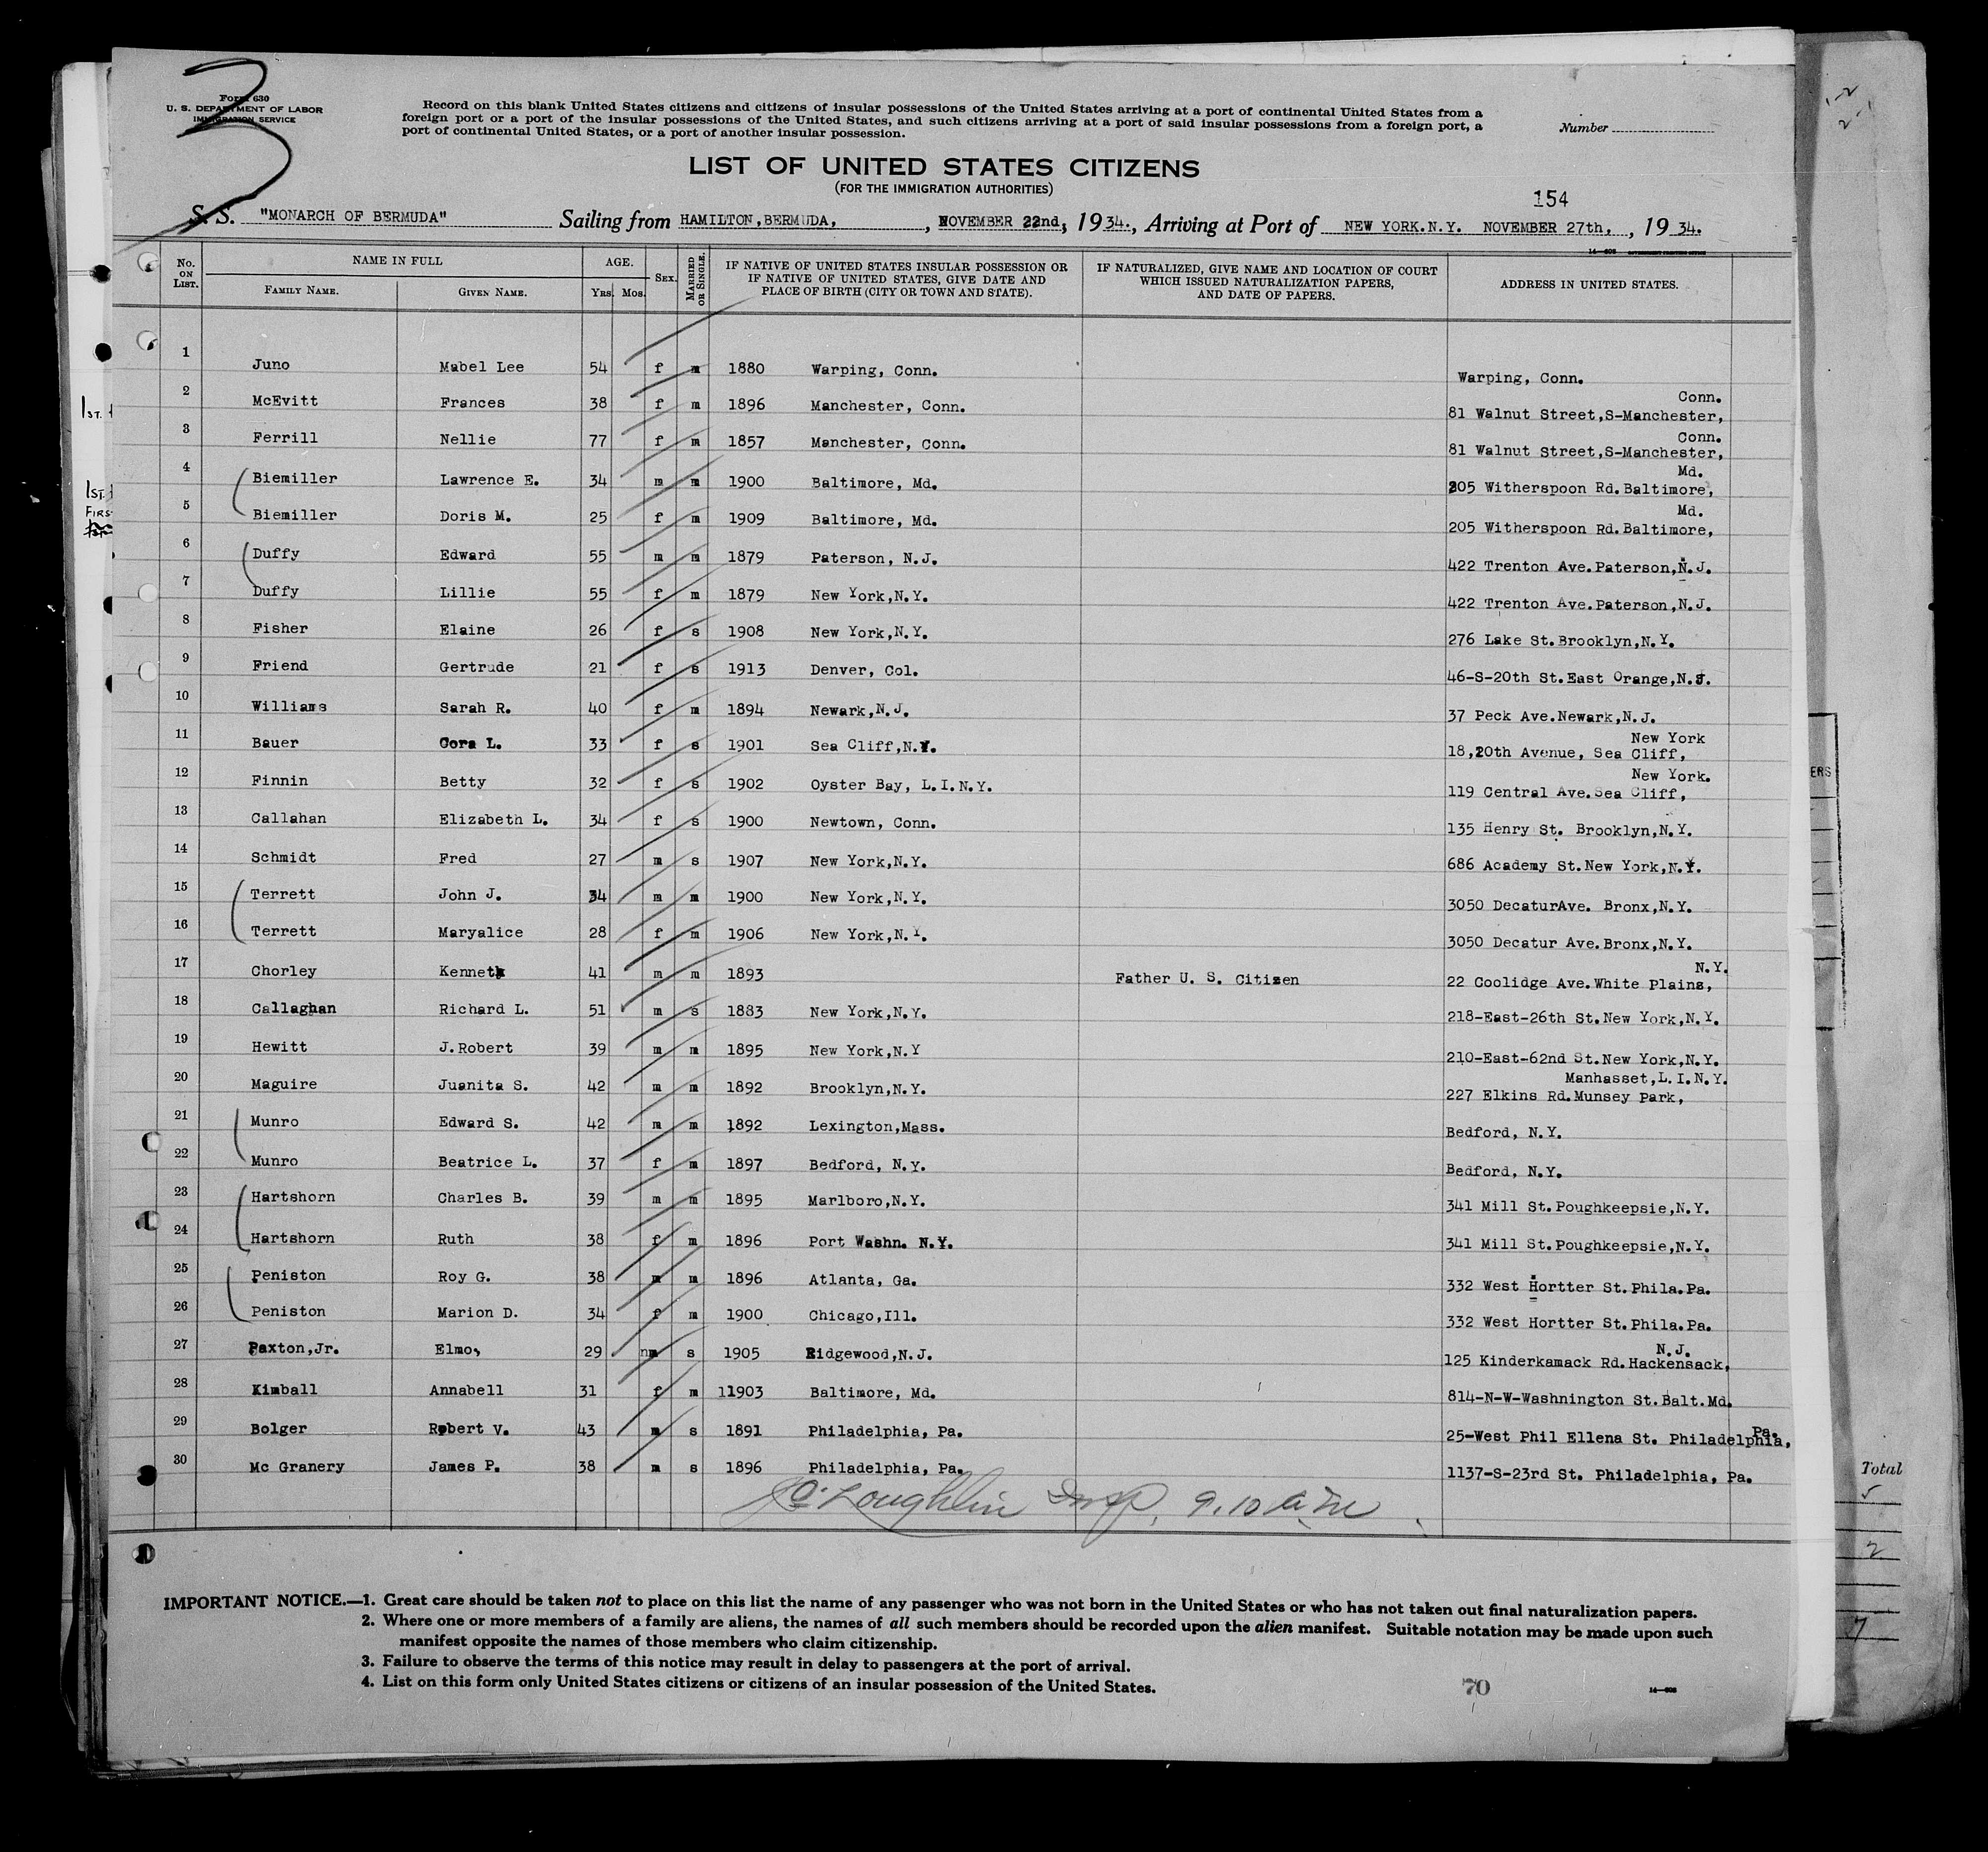 3
Form 630
U. S. DEPARTMENT OF LABOR
IMMIGRATION SERVICE
Record on this blank United States citizens and citizens of insular possessions of the United States arriving at a port of continental United States from a
foreign port or a port of the insular possessions of the United States, and such citizens arriving at a port of said insular possessions from a foreign port, a
port of continental United States, or a port of another insular possession.
Number
LIST OF UNITED STATES CITIZENS
(FOR THE IMMIGRATION AUTHORITIES)
154
S. S. "MONARCH OF BERMUDA" Sailing from HAMILTON,BERMUDA, , NOVEMBER 22nd, 1934., Arriving at Port of NEW YORK.N.Y. NOVEMBER 27th, , 1934.
No. ON LIST. NAME IN FULL FAMILY NAME. GIVEN NAME. AGE. YRS. MOS. SEX. MARRIED OR SINGLE. IF NATIVE OF UNITED STATES INSULAR POSSESSION OR IF NATIVE OF UNITED STATES, GIVE DATE AND PLACE OF BIRTH (CITY OR TOWN AND STATE). IF NATURALIZED, GIVE NAME AND LOCATION OF COURT WHICH ISSUED NATURALIZATION PAPERS, AND DATE OF PAPERS. ADDRESS IN UNITED STATES.
1 Juno Mabel Lee 54 f m 1880 Warping, Conn. Warping, Conn.
2 McEvitt Frances 38 f m 1896 Manchester, Conn. 81 Walnut Street,S-Manchester, Conn.
3 Ferrill Nellie 77 f m 1857 Manchester, Conn. 81 Walnut Street,S-Manchester, Conn.
4 Biemiller Lawrence E. 34 m m 1900 Baltimore, Md. 205 Witherspoon Rd.Baltimore, Md.
5 Biemiller Doris M. 25 f m 1909 Baltimore, Md. 205 Witherspoon Rd.Baltimore, Md.
6 Duffy Edward 55 m m 1879 Paterson, N.J. 422 Trenton Ave.Paterson,N.J.
7 Duffy Lillie 55 f m 1879 New York,N.Y. 422 Trenton Ave.Paterson,N.J.
8 Fisher Elaine 26 f s 1908 New York,N.Y. 276 Lake St.Brooklyn,N.Y.
9 Friend Gertrude 21 f s 1913 Denver, Col. 46-S-20th St.East Orange,N.J.
10 Williams Sarah R. 40 f m 1894 Newark,N.J. 37 Peck Ave.Newark,N.J.
11 Bauer Cora L. 33 f s 1901 Sea Cliff,N.Y. 18,20th Avenue, Sea Cliff, New York
12 Finnin Betty 32 f s 1902 Oyster Bay, L.I.N.Y. 119 Central Ave.Sea Cliff, New York.
13 Callahan Elizabeth L. 34 f s 1900 Newtown, Conn. 135 Henry St. Brooklyn,N.Y.
14 Schmidt Fred 27 m s 1907 New York,N.Y. 686 Academy St.New York,N.Y.
15 Terrett John J. 34 m m 1900 New York,N.Y. 3050 DecaturAve. Bronx,N.Y.
16 Terrett Maryalice 28 f m 1906 New York,N.Y. 3050 Decatur Ave.Bronx,N.Y.
17 Chorley Kenneth 41 m m 1893 Father U. S. Citizen 22 Coolidge Ave.White Plains, N.Y.
18 Callaghan Richard L. 51 m s 1883 New York,N.Y. 218-East-26th St.New York,N.Y.
19 Hewitt J.Robert 39 m m 1895 New York,N.Y 210-East-62nd St.New York,N.Y.
20 Maguire Juanita S. 42 m m 1892 Brooklyn,N.Y. 227 Elkins Rd.Munsey Park, Manhasset,L.I.N.Y.
21 Munro Edward S. 42 m m 1892 Lexington,Mass. Bedford, N.Y.
22 Munro Beatrice L. 37 f m 1897 Bedford, N.Y. Bedford, N.Y.
23 Hartshorn Charles B. 39 m m 1895 Marlboro,N.Y. 341 Mill St.Poughkeepsie,N.Y.
24 Hartshorn Ruth 38 f m 1896 Port Washn. N.Y. 341 Mill St.Poughkeepsie,N.Y.
25 Peniston Roy G. 38 m m 1896 Atlanta, Ga. 332 West Hortter St.Phila.Pa.
26 Peniston Marion D. 34 f m 1900 Chicago,Ill. 332 West Hortter St.Phila.Pa.
27 Paxton,Jr. Elmo, 29 m s 1905 Ridgewood,N.J. 125 Kinderkamack Rd.Hackensack, N.J.
28 Kimball Annabell 31 f m 11903 Baltimore, Md. 814-N-W-Washnington St.Balt.Md.
29 Bolger Robert V. 43 m s 1891 Philadelphia, Pa. 25-West Phil Ellena St. Philadelphia, Pa.
30 Mc Granery James P. 38 m s 1896 Philadelphia, Pa. 1137-S-23rd St. Philadelphia, Pa.
O'Loughlin Insp. 9.10 a.m
IMPORTANT NOTICE.—1. Great care should be taken not to place on this list the name of any passenger who was not born in the United States or who has not taken out final naturalization papers.
2. Where one or more members of a family are aliens, the names of all such members should be recorded upon the alien manifest. Suitable notation may be made upon such
manifest opposite the names of those members who claim citizenship.
3. Failure to observe the terms of this notice may result in delay to passengers at the port of arrival.
4. List on this form only United States citizens or citizens of an insular possession of the United States.
70
Total
5
2
7